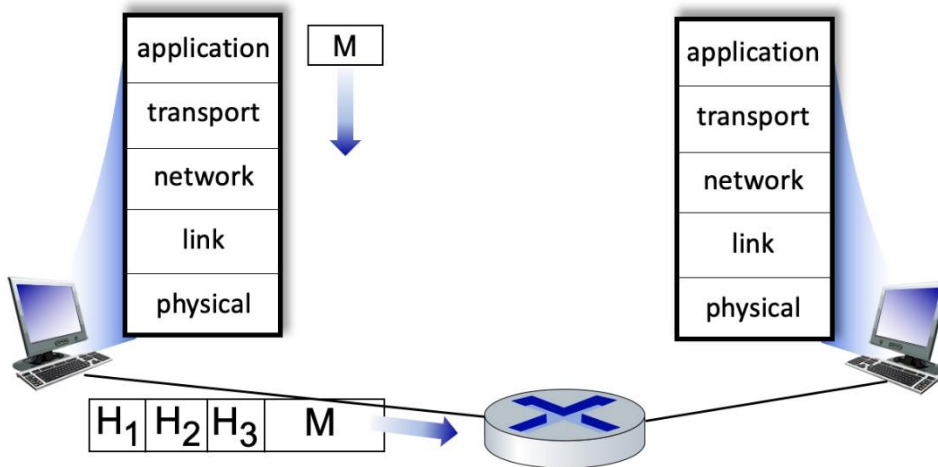 application
transport
network
link
physical
M
application
transport
network
link
physical
H1 H2 H3 M